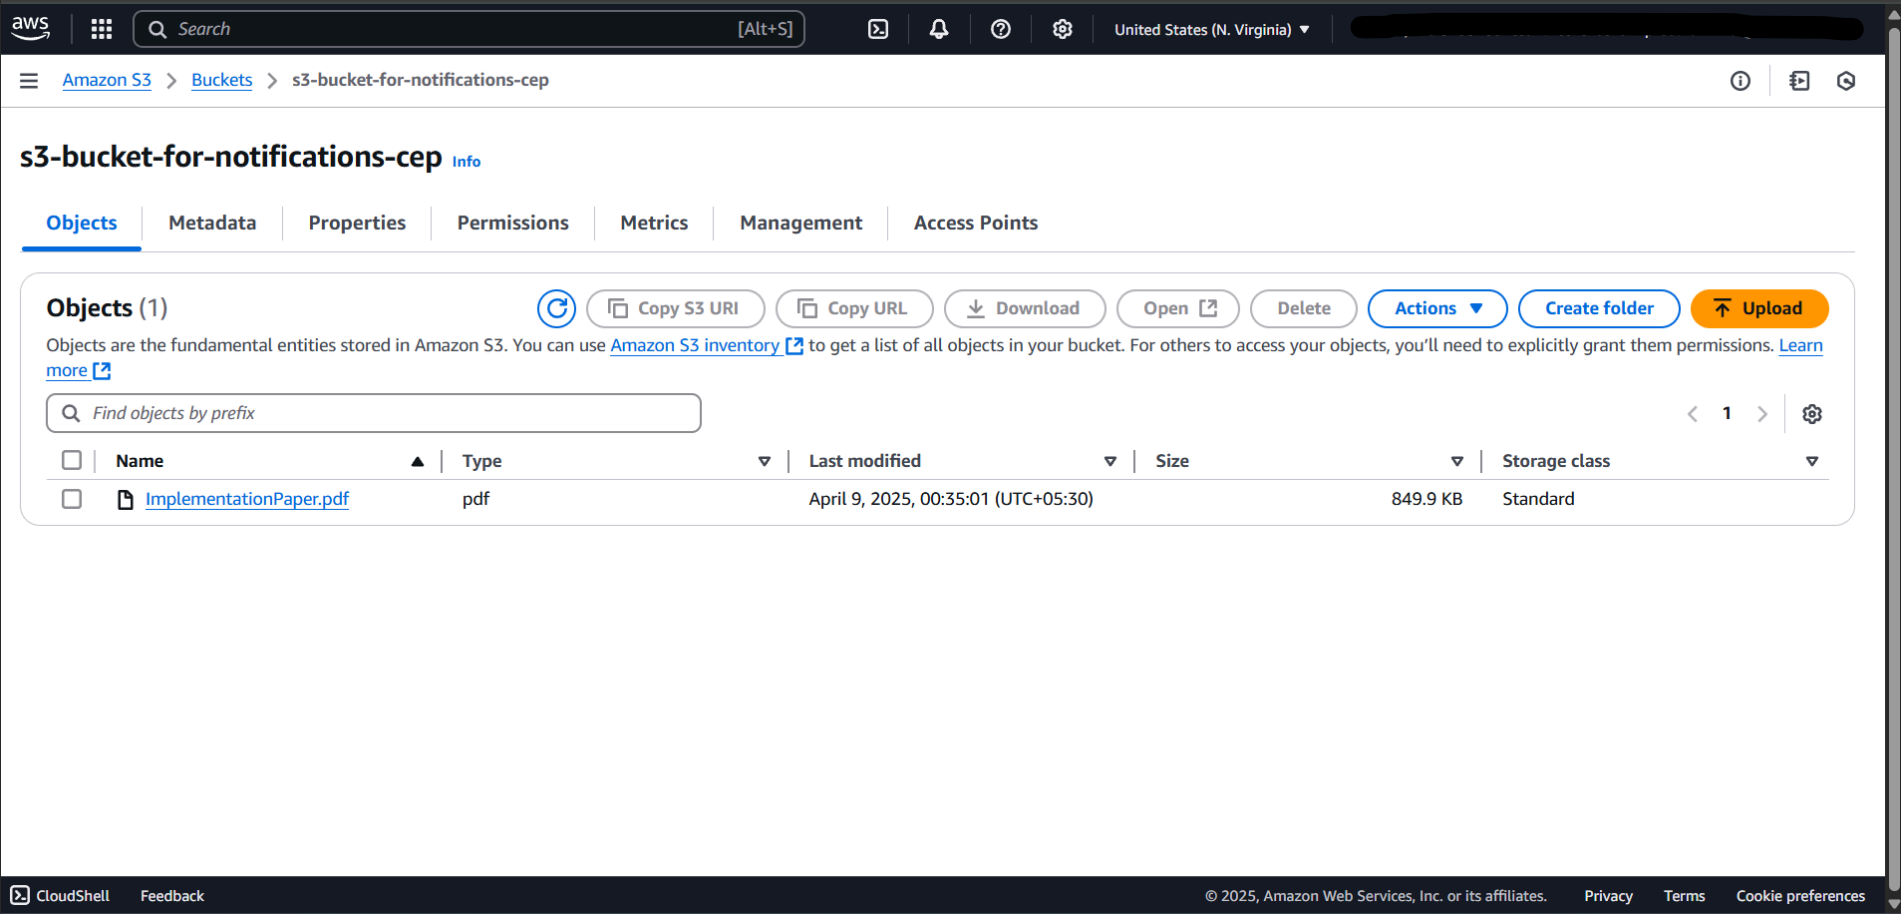 aws
Search [Alt+S]
United States (N. Virginia)
Amazon S3 Buckets s3-bucket-for-notifications-cep
s3-bucket-for-notifications-cep Info
Objects Metadata Properties Permissions Metrics Management Access Points
Objects (1)
Copy S3 URI Copy URL Download Open Delete Actions Create folder Upload
Objects are the fundamental entities stored in Amazon S3. You can use Amazon S3 inventory to get a list of all objects in your bucket. For others to access your objects, you'll need to explicitly grant them permissions. Learn
more
Find objects by prefix
1
Name Type Last modified Size Storage class
ImplementationPaper.pdf pdf April 9, 2025, 00:35:01 (UTC+05:30) 849.9 KB Standard
CloudShell Feedback © 2025, Amazon Web Services, Inc. or its affiliates. Privacy Terms Cookie preferences